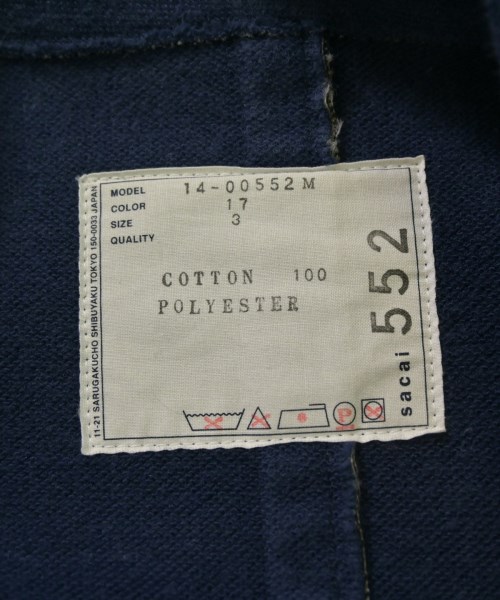 MODEL 14-00552 M
COLOR 17
SIZE 3
QUALITY
COTTON 100
POLYESTER
P
sacai 552
11-21 SARUGAKUCHO SHIBUYAKU TOKYO 150-0033 JAPAN